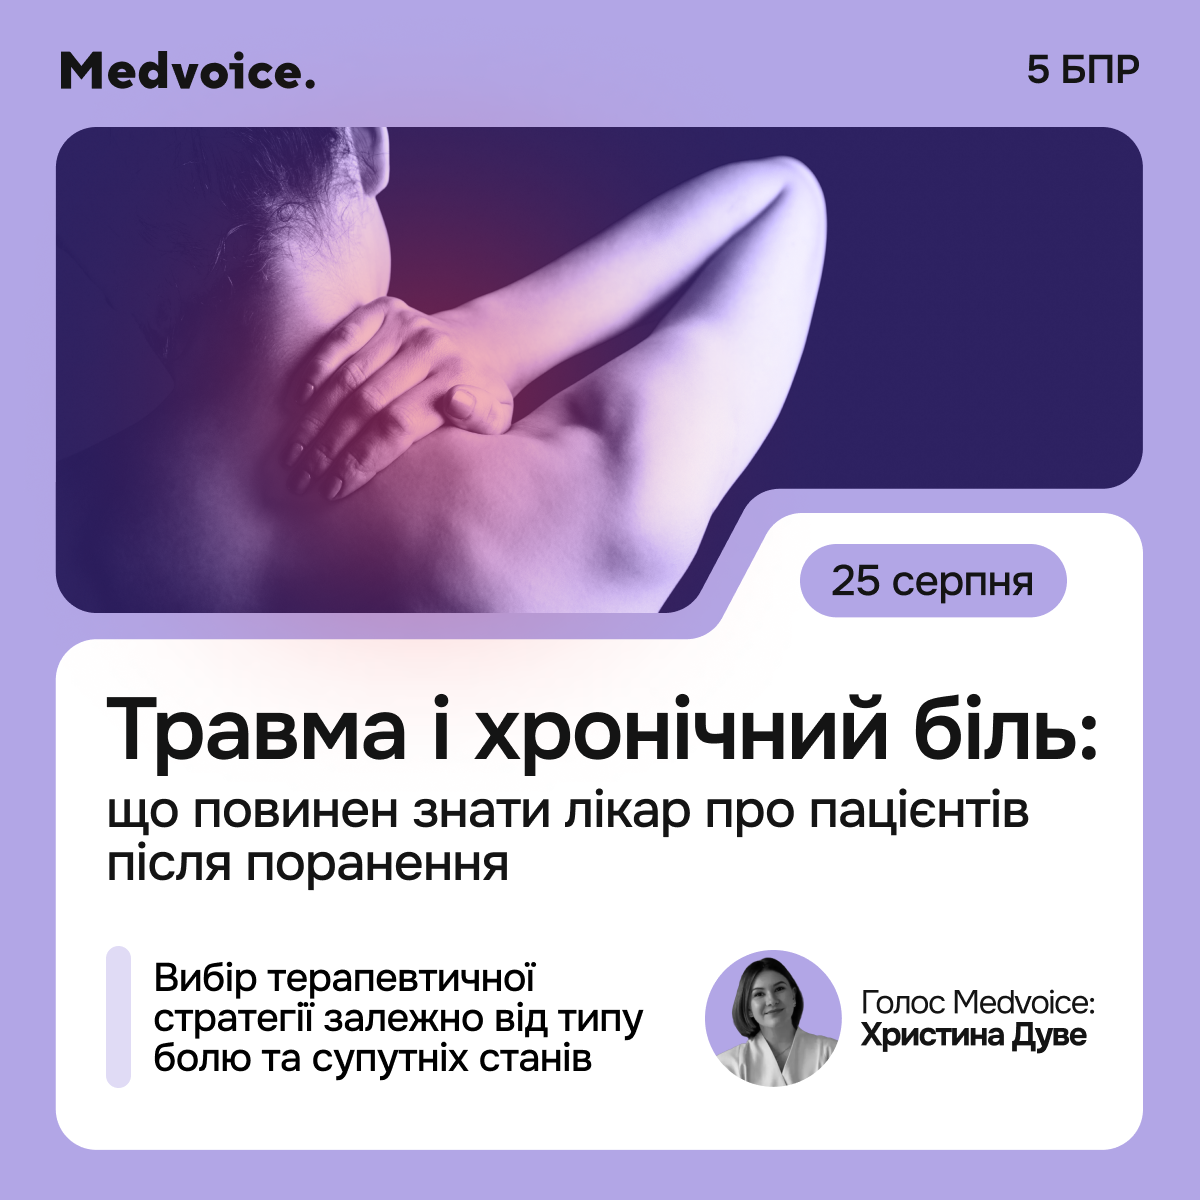 Medvoice.
5 БПР
25 серпня
Травма і хронічний біль:
що повинен знати лікар про пацієнтів
після поранення
Вибір терапевтичної
стратегії залежно від типу
болю та супутніх станів
Голос Medvoice:
Христина Дуве